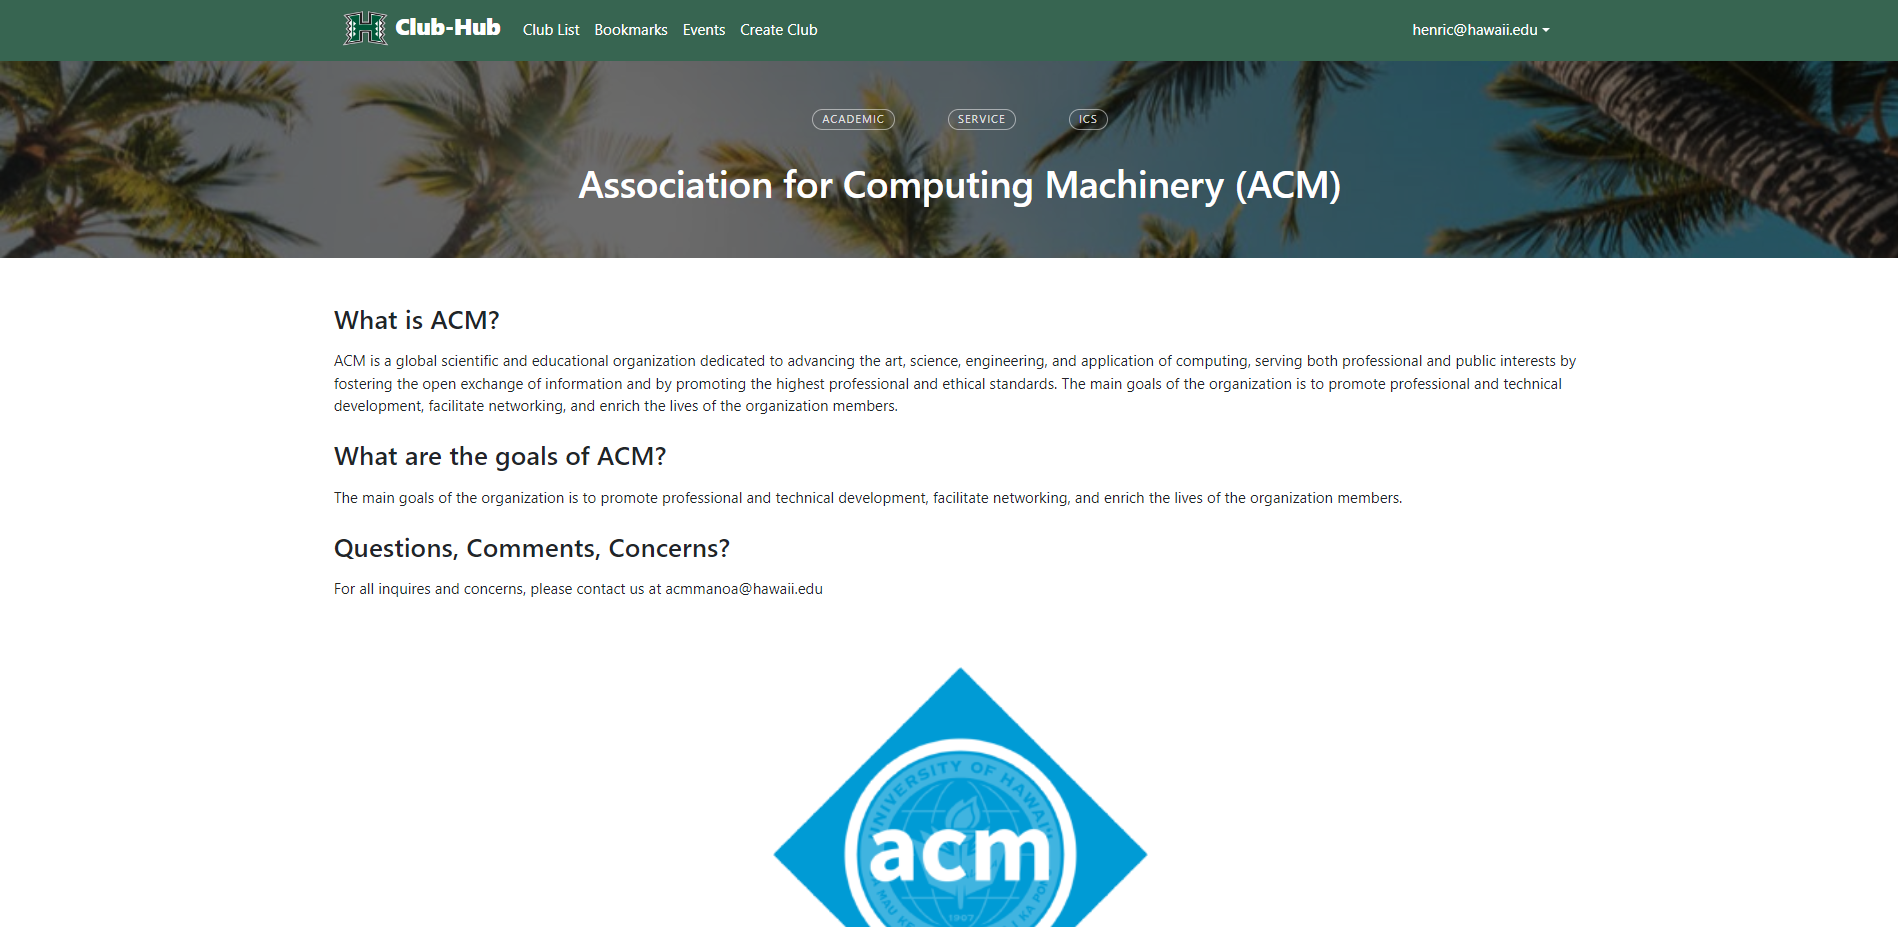 H Club-Hub Club List Bookmarks Events Create Club henric@hawaii.edu
ACADEMIC SERVICE ICS
Association for Computing Machinery (ACM)
What is ACM?
ACM is a global scientific and educational organization dedicated to advancing the art, science, engineering, and application of computing, serving both professional and public interests by
fostering the open exchange of information and by promoting the highest professional and ethical standards. The main goals of the organization is to promote professional and technical
development, facilitate networking, and enrich the lives of the organization members.
What are the goals of ACM?
The main goals of the organization is to promote professional and technical development, facilitate networking, and enrich the lives of the organization members.
Questions, Comments, Concerns?
For all inquires and concerns, please contact us at acmmanoa@hawaii.edu
UNIVERSITY OF HAWAI'I
acm
1907